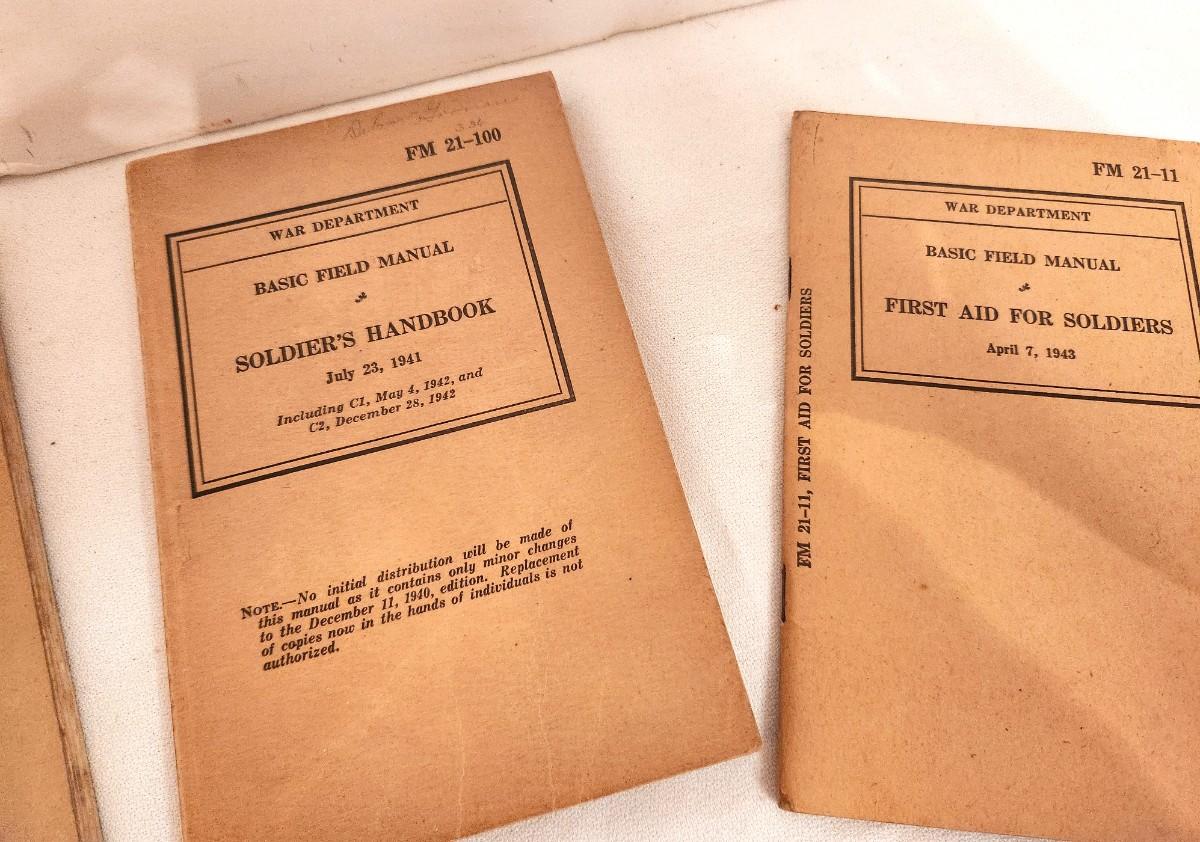 FM 21-100
WAR DEPARTMENT
BASIC FIELD MANUAL
SOLDIER'S HANDBOOK
July 23, 1941
Including C1, May 4, 1942, and
C2, December 28, 1942
NOTE.—No initial distribution will be made of
this manual as it contains only minor changes
to the December 11, 1940, edition. Replacement
of copies now in the hands of individuals is not
authorized.
FM 21-11
WAR DEPARTMENT
BASIC FIELD MANUAL
FIRST AID FOR SOLDIERS
April 7, 1943
FM 21-11, FIRST AID FOR SOLDIERS